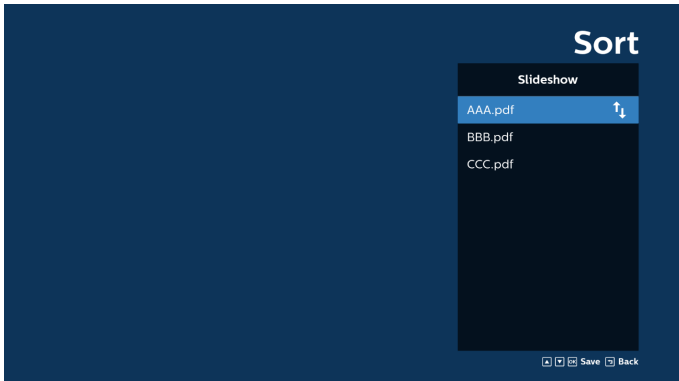 Sort
Slideshow
AAA.pdf
BBB.pdf
CCC.pdf
OK Save Back